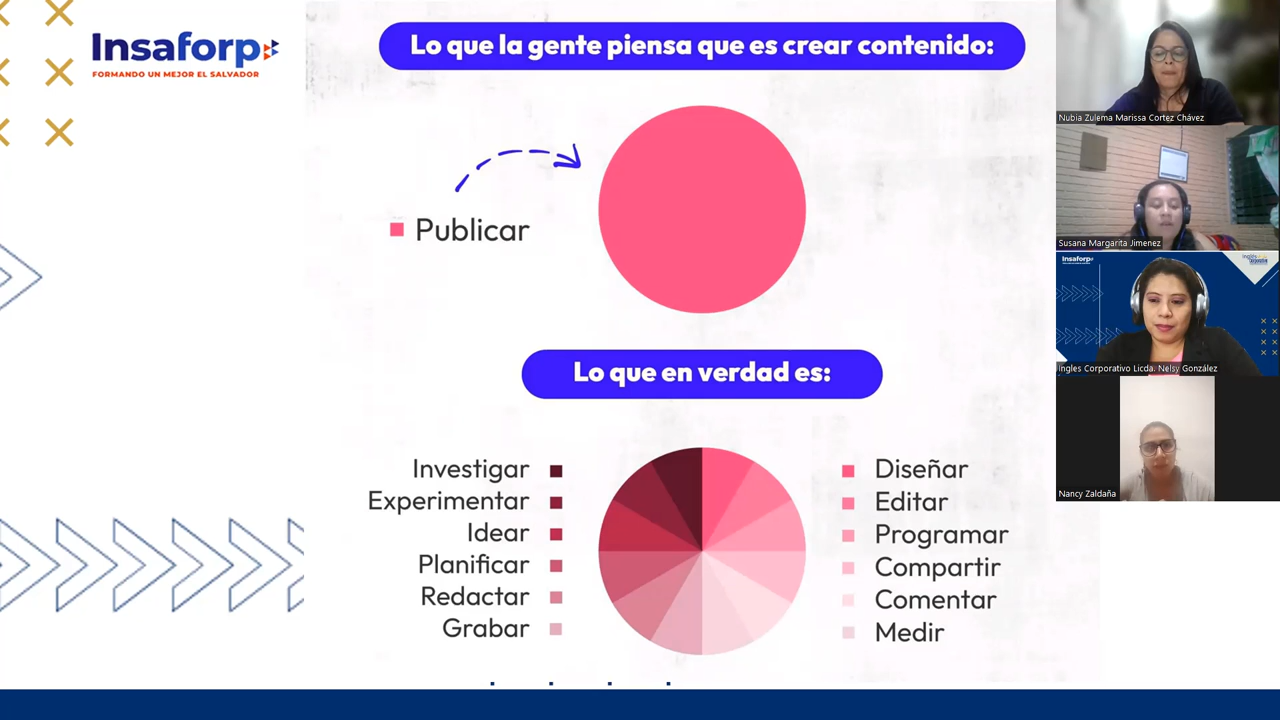 Insaforp
FORMANDO UN MEJOR EL SALVADOR
Lo que la gente piensa que es crear contenido:
Publicar
Lo que en verdad es:
Investigar
Experimentar
Idear
Planificar
Redactar
Grabar
Diseñar
Editar
Programar
Compartir
Comentar
Medir
Nubia Zulema Marissa Cortez Chávez
Susana Margarita Jimenez
Insaforp
Ingles Corporativo Licda. Nelsy González
Nancy Zaldaña